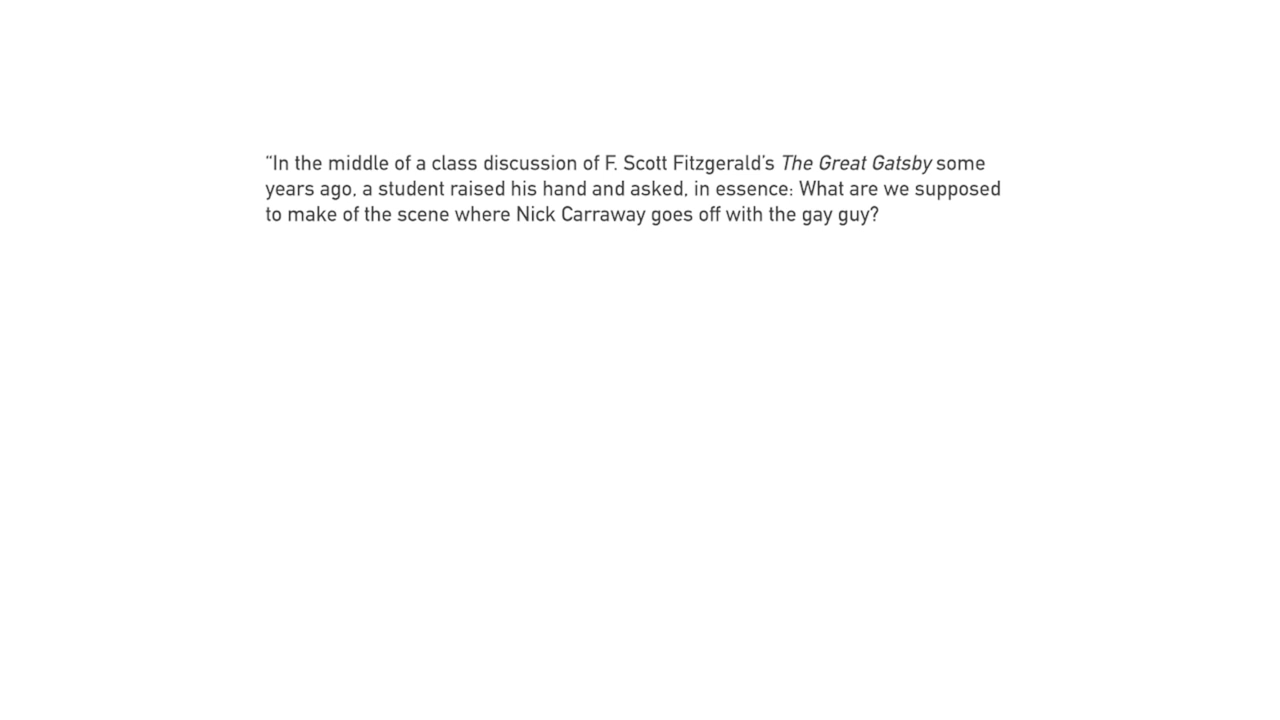 “In the middle of a class discussion of F. Scott Fitzgerald’s The Great Gatsby some
years ago, a student raised his hand and asked, in essence: What are we supposed
to make of the scene where Nick Carraway goes off with the gay guy?